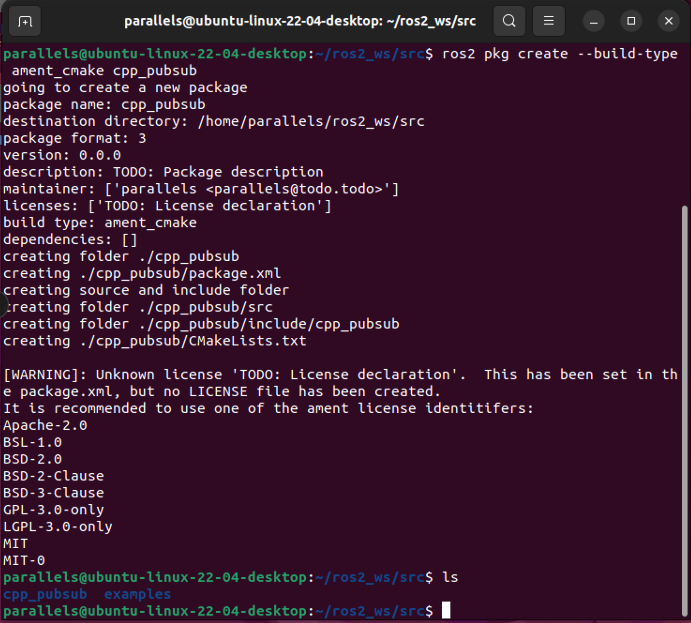 parallels@ubuntu-linux-22-04-desktop: ~/ros2_ws/src
parallels@ubuntu-linux-22-04-desktop:~/ros2_ws/src$ ros2 pkg create --build-type
 ament_cmake cpp_pubsub
going to create a new package
package name: cpp_pubsub
destination directory: /home/parallels/ros2_ws/src
package format: 3
version: 0.0.0
description: TODO: Package description
maintainer: ['parallels <parallels@todo.todo>']
licenses: ['TODO: License declaration']
build type: ament_cmake
dependencies: []
creating folder ./cpp_pubsub
creating ./cpp_pubsub/package.xml
creating source and include folder
creating folder ./cpp_pubsub/src
creating folder ./cpp_pubsub/include/cpp_pubsub
creating ./cpp_pubsub/CMakeLists.txt
[WARNING]: Unknown license 'TODO: License declaration'.  This has been set in th
e package.xml, but no LICENSE file has been created.
It is recommended to use one of the ament license identitifers:
Apache-2.0
BSL-1.0
BSD-2.0
BSD-2-Clause
BSD-3-Clause
GPL-3.0-only
LGPL-3.0-only
MIT
MIT-0
parallels@ubuntu-linux-22-04-desktop:~/ros2_ws/src$ ls
cpp_pubsub  examples
parallels@ubuntu-linux-22-04-desktop:~/ros2_ws/src$